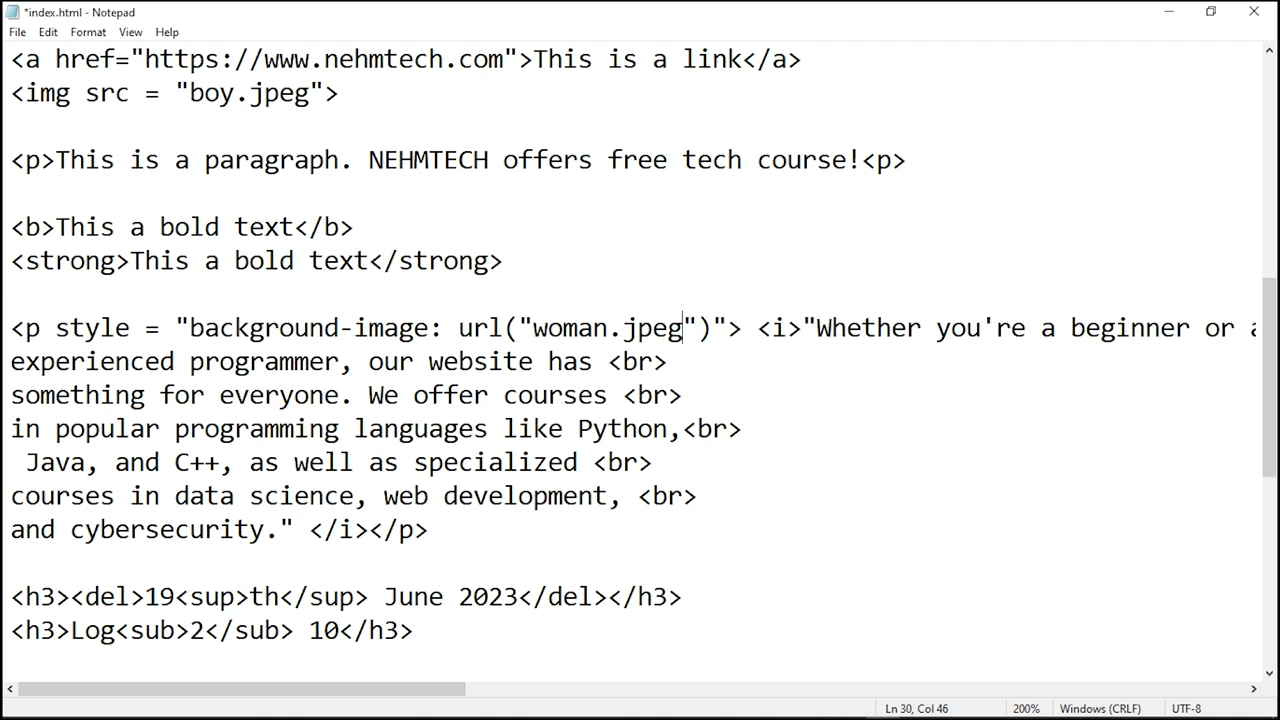 *index.html - Notepad
File Edit Format View Help
<a href="https://www.nehmtech.com">This is a link</a>
<img src = "boy.jpeg">
<p>This is a paragraph. NEHMTECH offers free tech course!<p>
<b>This a bold text</b>
<strong>This a bold text</strong>
<p style = "background-image: url("woman.jpeg")"> <i>"Whether you're a beginner or a
experienced programmer, our website has <br>
something for everyone. We offer courses <br>
in popular programming languages like Python,<br>
Java, and C++, as well as specialized <br>
courses in data science, web development, <br>
and cybersecurity." </i></p>
<h3><del>19<sup>th</sup> June 2023</del></h3>
<h3>Log<sub>2</sub> 10</h3>
Ln 30, Col 46 200% Windows (CRLF) UTF-8